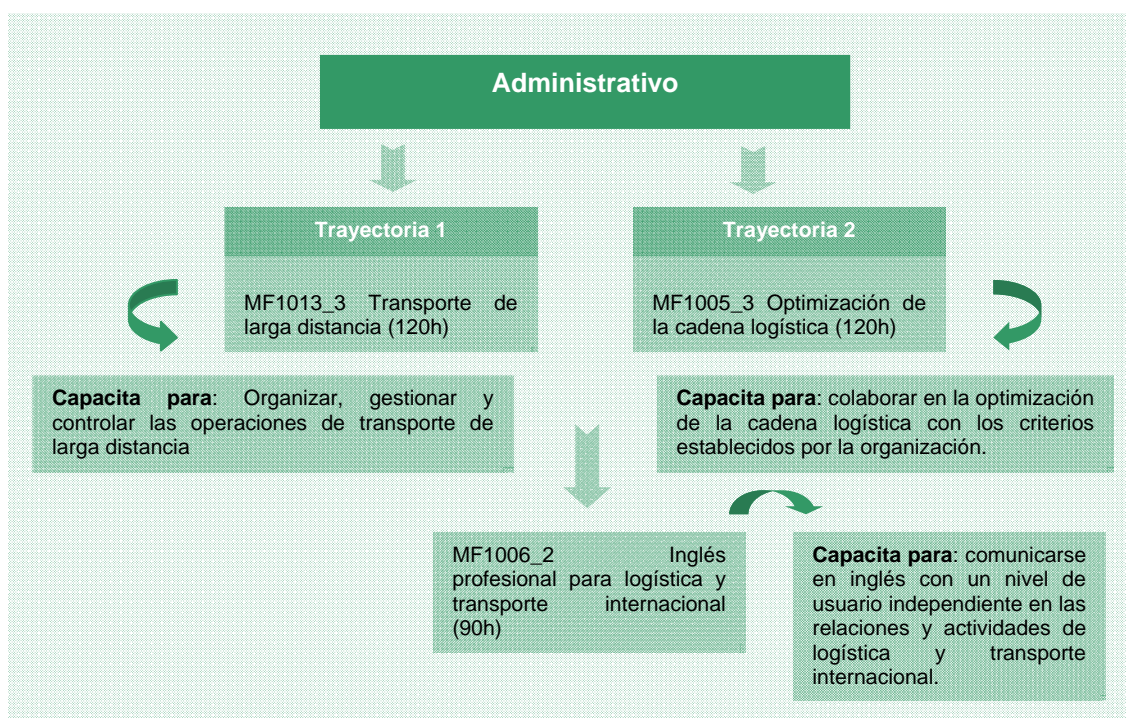 Administrativo
Trayectoria 1
MF1013_3 Transporte de
larga distancia (120h)
Capacita para: Organizar, gestionar y
controlar las operaciones de transporte de
larga distancia
Trayectoria 2
MF1005_3 Optimización de
la cadena logística (120h)
Capacita para: colaborar en la optimización
de la cadena logística con los criterios
establecidos por la organización.
MF1006_2 Inglés
profesional para logística y
transporte internacional
(90h)
Capacita para: comunicarse
en inglés con un nivel de
usuario independiente en las
relaciones y actividades de
logística y transporte
internacional.